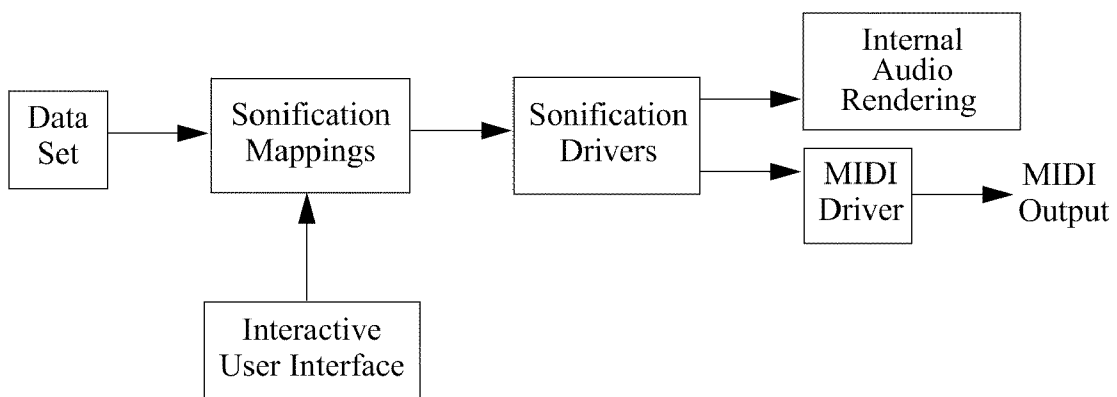 Data
Set
Sonification
Mappings
Interactive
User Interface
Sonification
Drivers
Internal
Audio
Rendering
MIDI
Driver
MIDI
Output